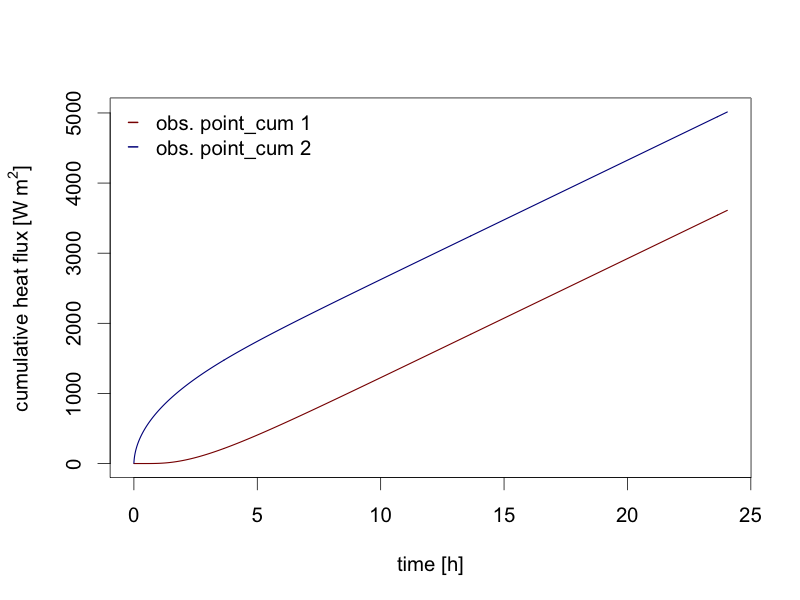 obs. point_cum 1
obs. point_cum 2
cumulative heat flux [W m²]
5000
4000
3000
2000
1000
0
0 5 10 15 20 25
time [h]